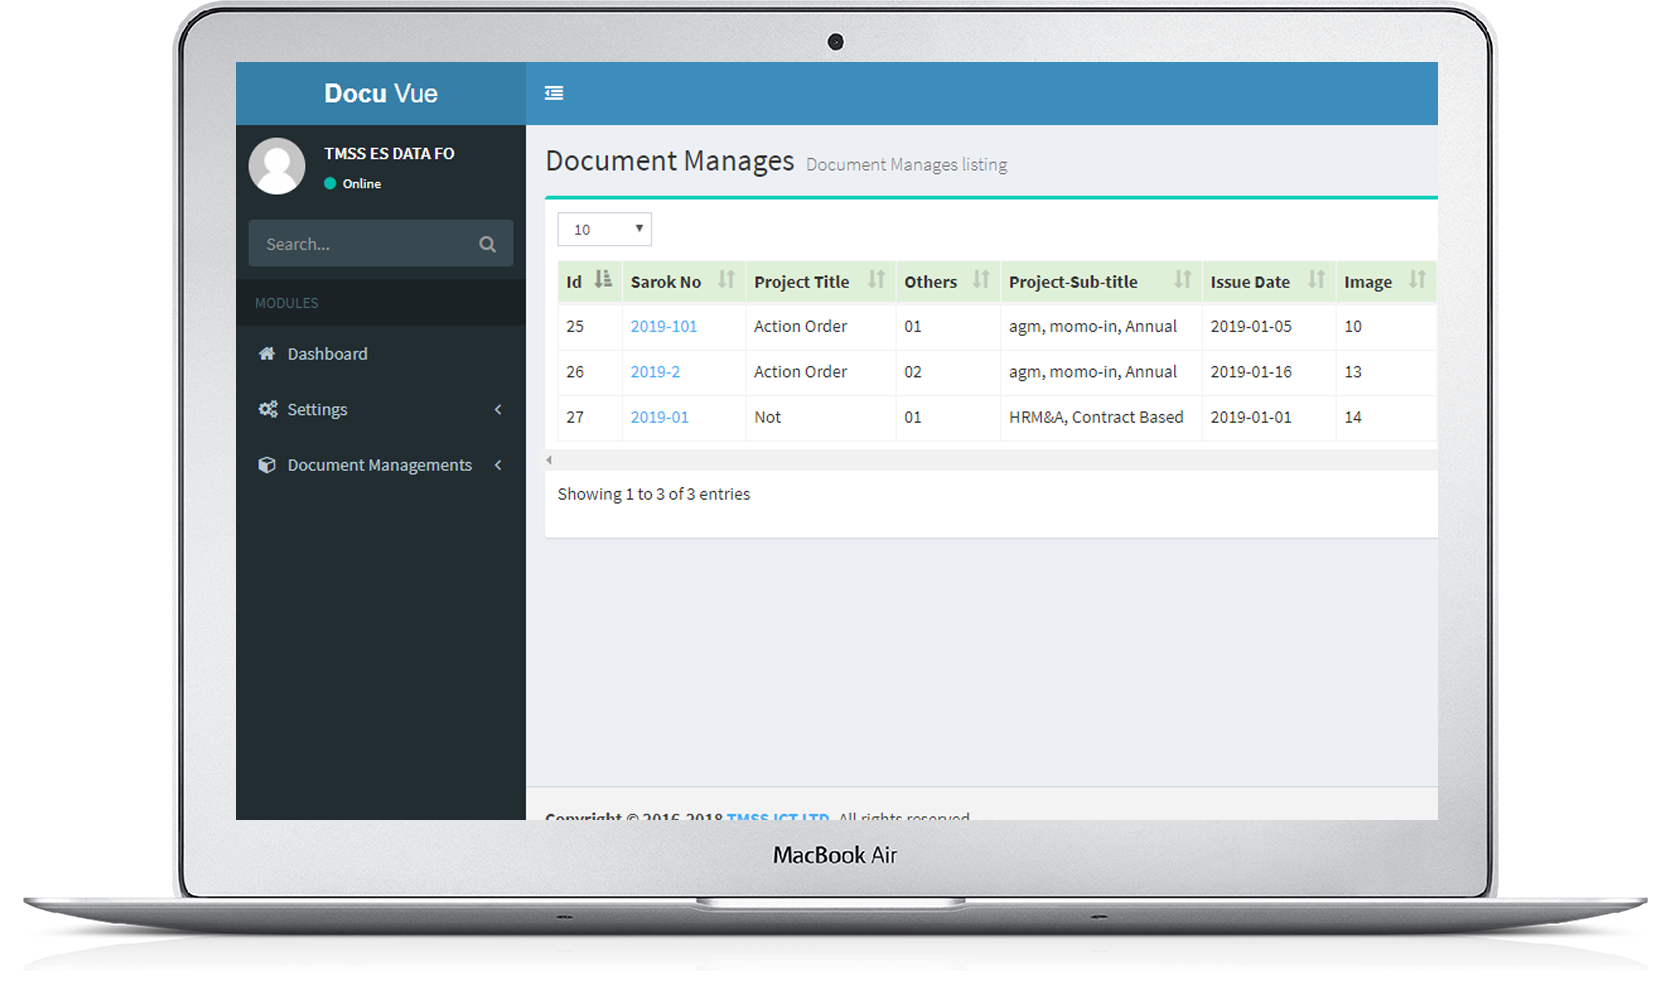 Docu Vue
TMSS ES DATA FO
Online
Search...
MODULES
Dashboard
Settings
Document Managements
Document Manages Document Manages listing
10
Id Sarok No Project Title Others Project-Sub-title Issue Date Image
25 2019-101 Action Order 01 agm, momo-in, Annual 2019-01-05 10
26 2019-2 Action Order 02 agm, momo-in, Annual 2019-01-16 13
27 2019-01 Not 01 HRM&A, Contract Based 2019-01-01 14
Showing 1 to 3 of 3 entries
Copyright © 2016-2018 TMSS ICT LTD. All rights reserved
MacBook Air